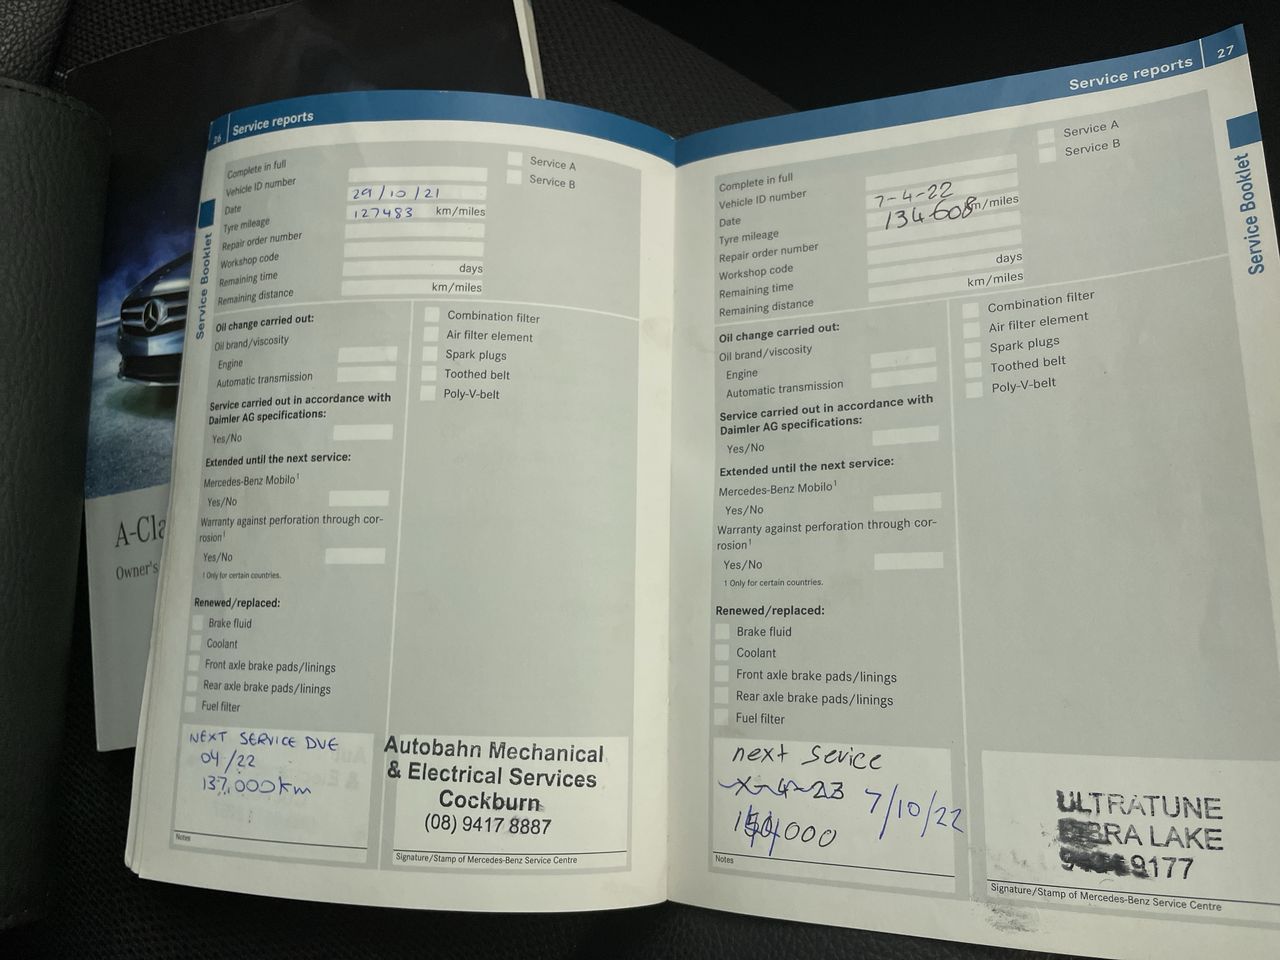 26 Service reports
Complete in full
Vehicle ID number
Date 29/10/21
Tyre mileage 127483 km/miles
Repair order number
Workshop code
Remaining time days
Remaining distance km/miles
Service A
Service B
Oil change carried out:
Oil brand/viscosity
Engine
Automatic transmission
Service carried out in accordance with
Daimler AG specifications:
Yes/No
Extended until the next service:
Mercedes-Benz Mobilo¹
Yes/No
Warranty against perforation through cor-
rosion¹
Yes/No
¹ Only for certain countries.
Renewed/replaced:
Brake fluid
Coolant
Front axle brake pads/linings
Rear axle brake pads/linings
Fuel filter
Combination filter
Air filter element
Spark plugs
Toothed belt
Poly-V-belt
NEXT SERVICE DUE
04/22
137,000km
Notes
Autobahn Mechanical
& Electrical Services
Cockburn
(08) 9417 8887
Signature/Stamp of Mercedes-Benz Service Centre
Service Booklet
A-Cla
Owner's
Service reports 27
Complete in full
Vehicle ID number
Date 7-4-22
Tyre mileage 134608 km/miles
Repair order number
Workshop code
Remaining time days
Remaining distance km/miles
Service A
Service B
Oil change carried out:
Oil brand/viscosity
Engine
Automatic transmission
Service carried out in accordance with
Daimler AG specifications:
Yes/No
Extended until the next service:
Mercedes-Benz Mobilo¹
Yes/No
Warranty against perforation through cor-
rosion¹
Yes/No
¹ Only for certain countries.
Renewed/replaced:
Brake fluid
Coolant
Front axle brake pads/linings
Rear axle brake pads/linings
Fuel filter
Combination filter
Air filter element
Spark plugs
Toothed belt
Poly-V-belt
next Sevice
7/10/22
000
Notes
ULTRATUNE
LAKE
9177
Signature/Stamp of Mercedes-Benz Service Centre
Service Booklet